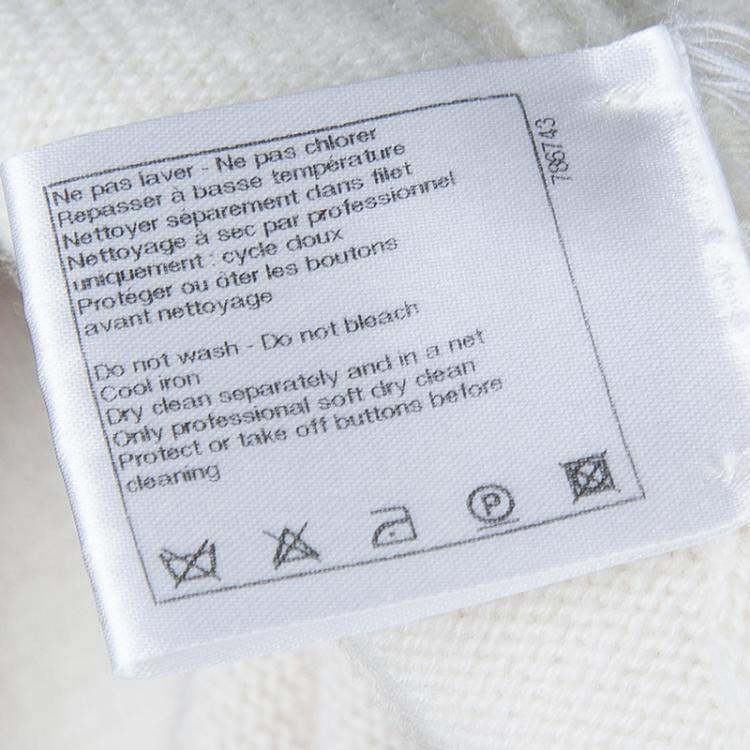 Ne pas laver - Ne pas chlorer
Repasser à basse température
Nettoyer séparement dans filet
Nettoyage à sec par professionnel
uniquement : cycle doux
Protéger ou ôter les boutons
avant nettoyage
Do not wash - Do not bleach
Cool iron
Dry clean separately and in a net
Only professional soft dry clean
Protect or take off buttons before
cleaning
P